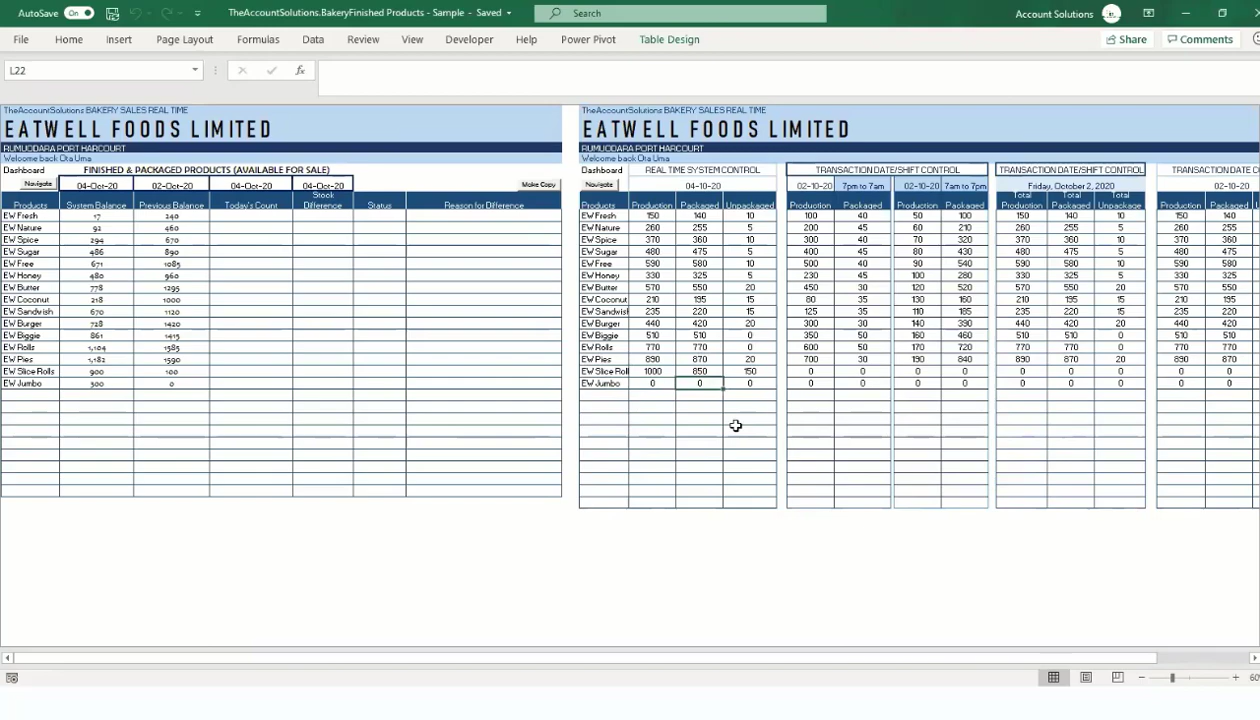 AutoSave On TheAccountSolutions.BakeryFinished Products - Sample - Saved Search Account Solutions
File Home Insert Page Layout Formulas Data Review View Developer Help Power Pivot Table Design Share Comments
L22 fx
TheAccountSolutions BAKERY SALES REAL TIME
EATWELL FOODS LIMITED
RUMUODARA PORT HARCOURT
Welcome back Ota Uma
Dashboard FINISHED & PACKAGED PRODUCTS (AVAILABLE FOR SALE)
Navigate 04-Oct-20 02-Oct-20 04-Oct-20 04-Oct-20 Make Copy
Products System Balance Previous Balance Today's Count Stock Difference Status Reason for Difference
EW Fresh 17 240
EW Nature 92 460
EW Spice 294 670
EW Sugar 486 890
EW Free 671 1085
EW Honey 480 960
EW Butter 778 1295
EW Coconut 218 1000
EW Sandwish 670 1120
EW Burger 728 1420
EW Biggie 861 1415
EW Rolls 1,104 1585
EW Pies 1,182 1590
EW Slice Rolls 900 100
EW Jumbo 300 0
TheAccountSolutions BAKERY SALES REAL TIME
EATWELL FOODS LIMITED
RUMUODARA PORT HARCOURT
Welcome back Ota Uma
Dashboard REAL TIME SYSTEM CONTROL TRANSACTION DATE/SHIFT CONTROL TRANSACTION DATE/SHIFT CONTROL TRANSACTION DATE C
Navigate 04-10-20 02-10-20 7pm to 7am 02-10-20 7am to 7pm Friday, October 2, 2020 02-10-20
Products Production Packaged Unpackaged Production Packaged Production Packaged Total Production Total Packaged Total Unpackage Production Packaged
EW Fresh 150 140 10 100 40 50 100 150 140 10 150 140
EW Nature 260 255 5 200 45 60 210 260 255 5 260 255
EW Spice 370 360 10 300 40 70 320 370 360 10 370 360
EW Sugar 480 475 5 400 45 80 430 480 475 5 480 475
EW Free 590 580 10 500 40 90 540 590 580 10 590 580
EW Honey 330 325 5 230 45 100 280 330 325 5 330 325
EW Butter 570 550 20 450 30 120 520 570 550 20 570 550
EW Coconut 210 195 15 80 35 130 160 210 195 15 210 195
EW Sandwisl 235 220 15 125 35 110 185 235 220 15 235 220
EW Burger 440 420 20 300 30 140 390 440 420 20 440 420
EW Biggie 510 510 0 350 50 160 460 510 510 0 510 510
EW Rolls 770 770 0 600 50 170 720 770 770 0 770 770
EW Pies 890 870 20 700 30 190 840 890 870 20 890 870
EW Slice Roll 1000 850 150 0 0 0 0 0 0 0 0 0
EW Jumbo 0 0 0 0 0 0 0 0 0 0 0 0
60